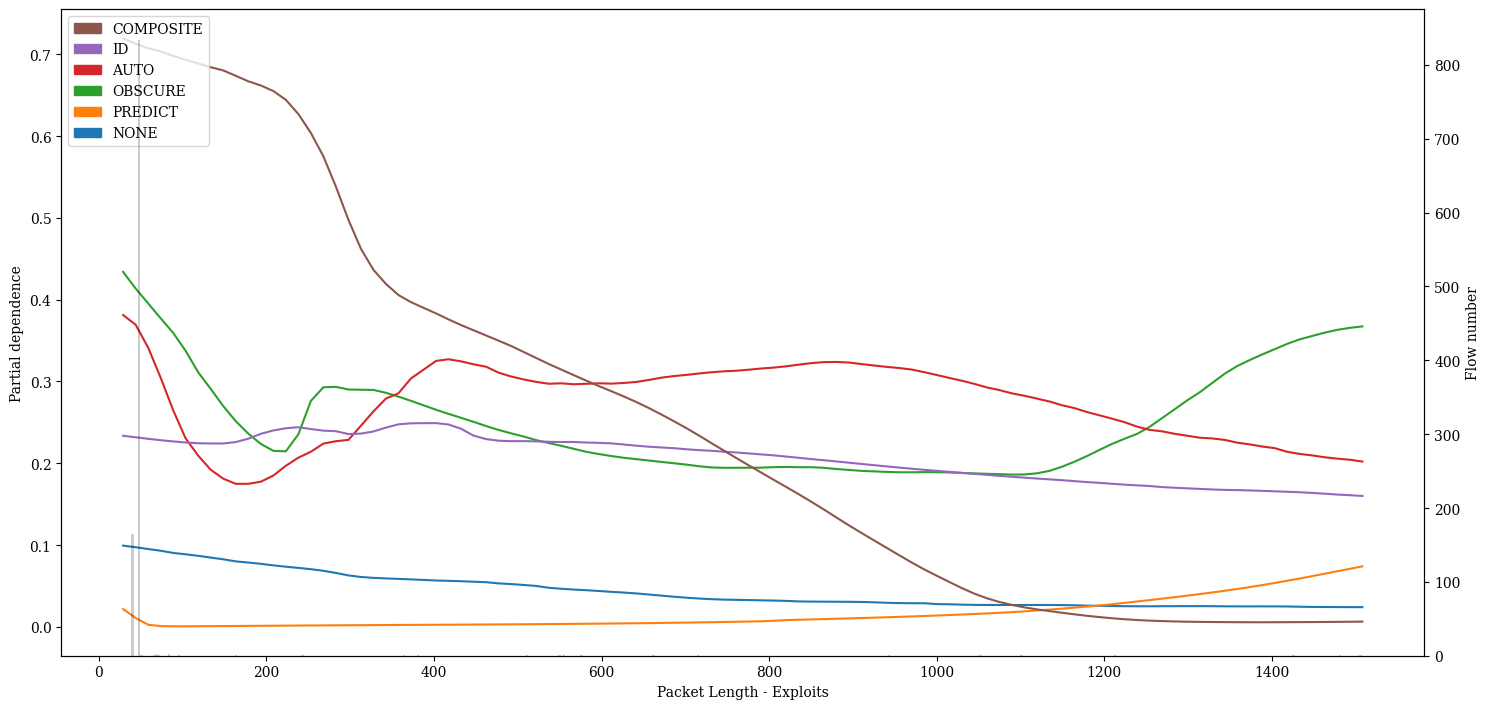 COMPOSITE
ID
AUTO
OBSCURE
PREDICT
NONE
0.7
0.6
0.5
0.4
0.3
0.2
0.1
0.0
Partial dependence
800
700
600
500
400
300
200
100
0
Flow number
0 200 400 600 800 1000 1200 1400
Packet Length - Exploits